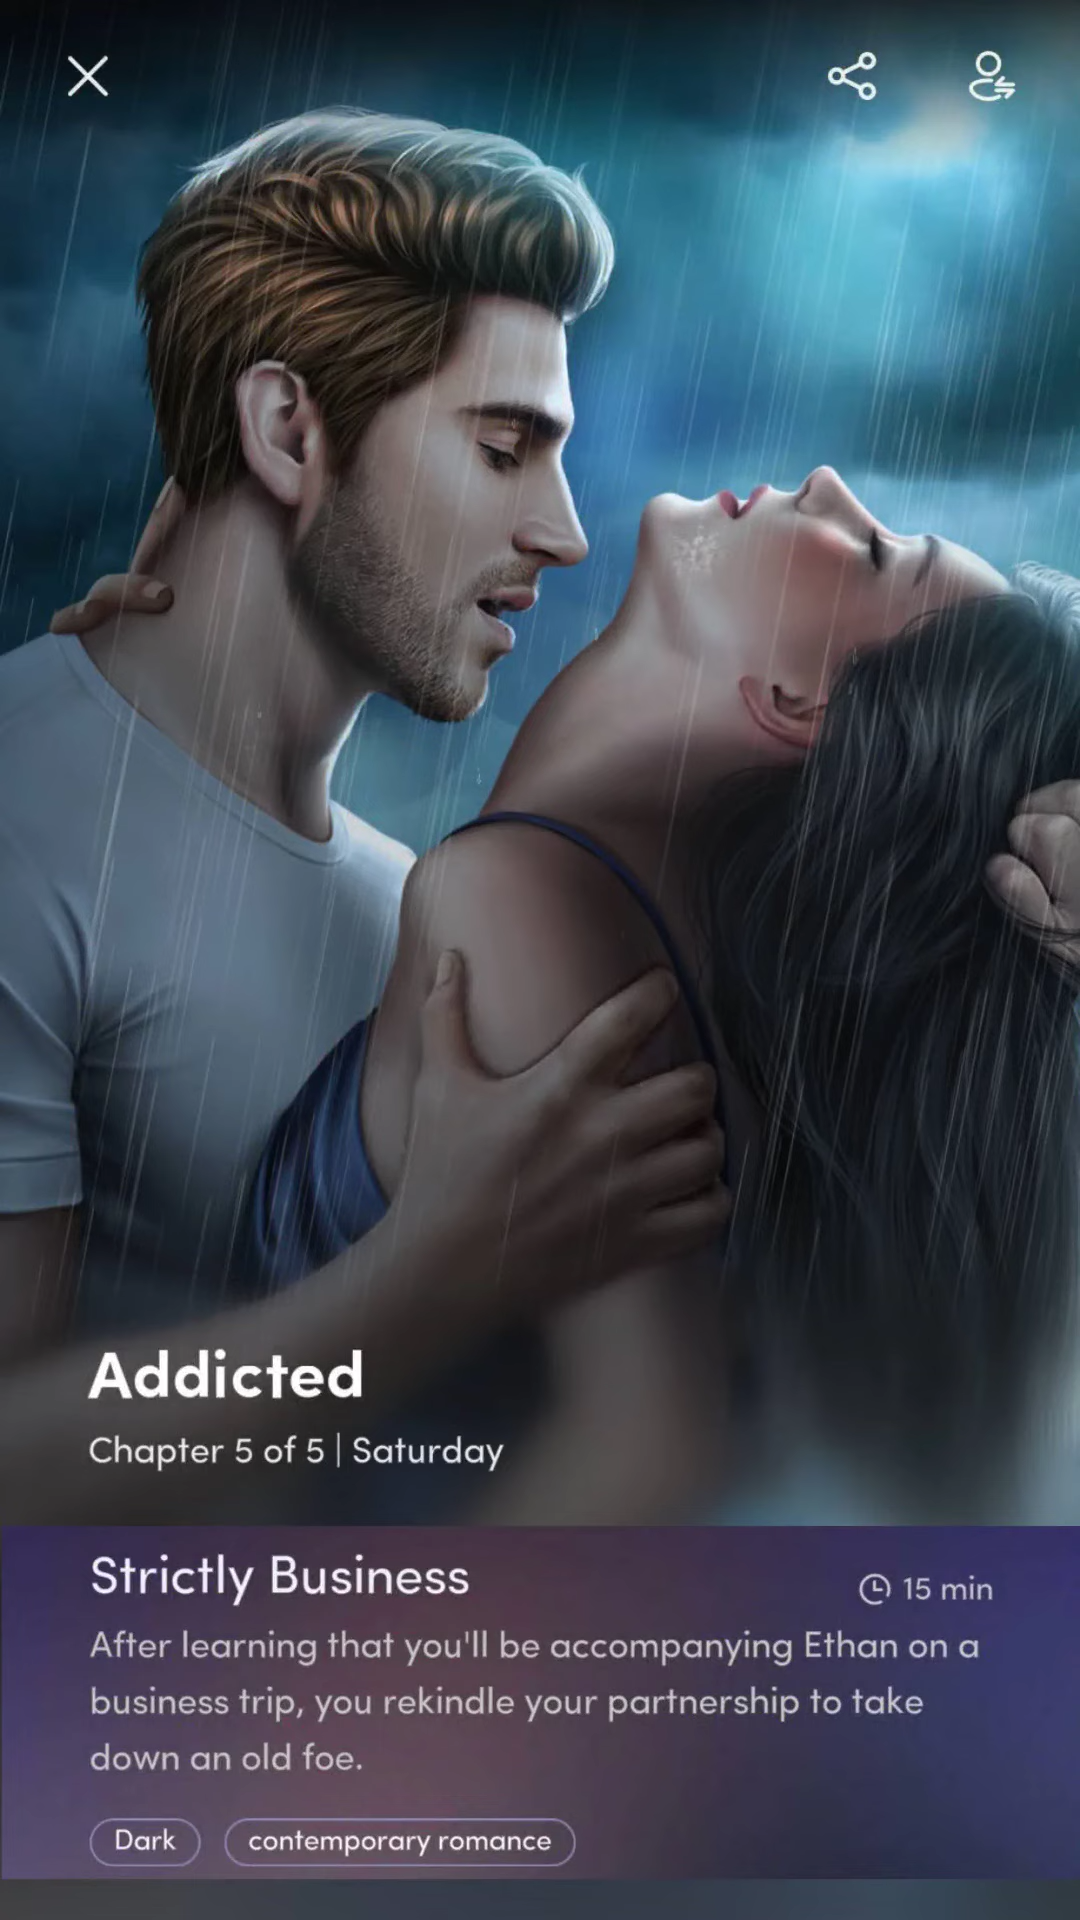 Addicted
Chapter 5 of 5 | Saturday
Strictly Business
15 min
After learning that you'll be accompanying Ethan on a
business trip, you rekindle your partnership to take
down an old foe.
Dark
contemporary romance